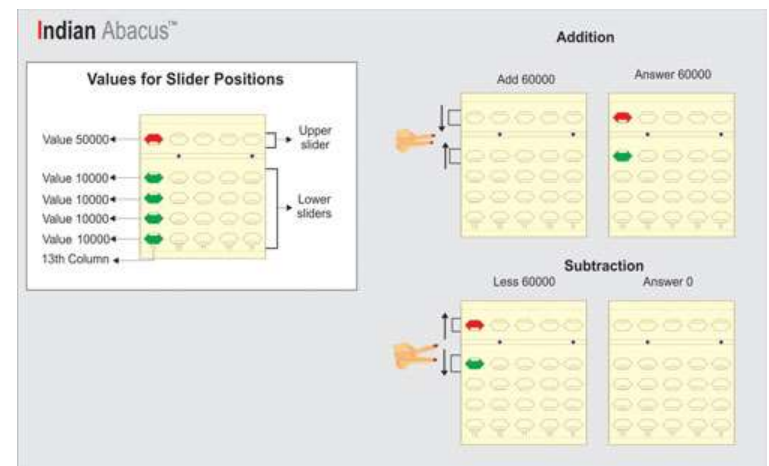 Indian Abacus™
Values for Slider Positions
Value 50000
Upper
slider
Value 10000
Value 10000
Value 10000
Value 10000
Lower
sliders
13th Column
Addition
Add 60000
Answer 60000
Subtraction
Less 60000
Answer 0